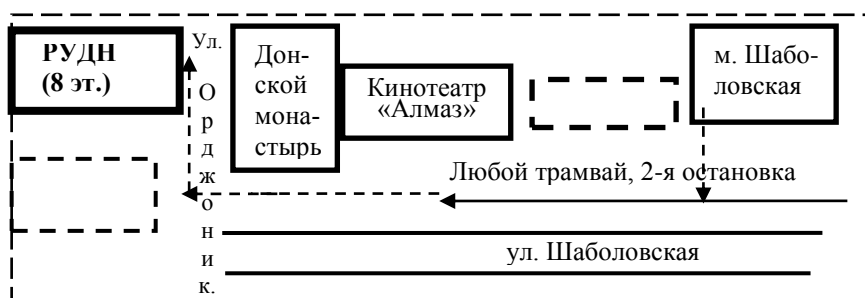 РУДН
(8 эт.)
Ул.
О
р
д
ж
о
н
и
к.
Дон-
ской
мона-
стырь
Кинотеатр
«Алмаз»
м. Шабо-
ловская
Любой трамвай, 2-я остановка
ул. Шаболовская